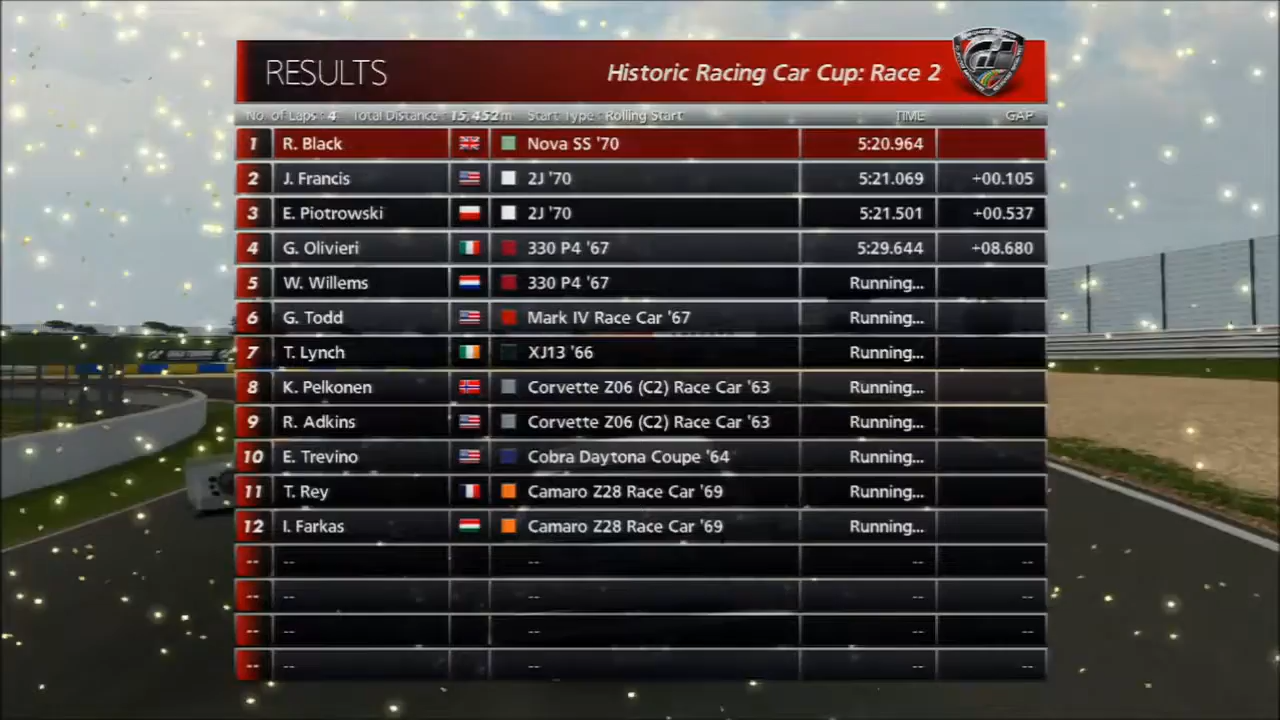 RESULTS Historic Racing Car Cup: Race 2
No. of Laps : 4 Total Distance : 15,452m Start Type : Rolling Start TIME GAP
1 R. Black Nova SS '70 5:20.964
2 J. Francis 2J '70 5:21.069 +00.105
3 E. Piotrowski 2J '70 5:21.501 +00.537
4 G. Olivieri 330 P4 '67 5:29.644 +08.680
5 W. Willems 330 P4 '67 Running...
6 G. Todd Mark IV Race Car '67 Running...
7 T. Lynch XJ13 '66 Running...
8 K. Pelkonen Corvette Z06 (C2) Race Car '63 Running...
9 R. Adkins Corvette Z06 (C2) Race Car '63 Running...
10 E. Trevino Cobra Daytona Coupe '64 Running...
11 T. Rey Camaro Z28 Race Car '69 Running...
12 I. Farkas Camaro Z28 Race Car '69 Running...
-- -- -- -- --
-- -- -- -- --
-- -- -- -- --
-- -- -- -- --